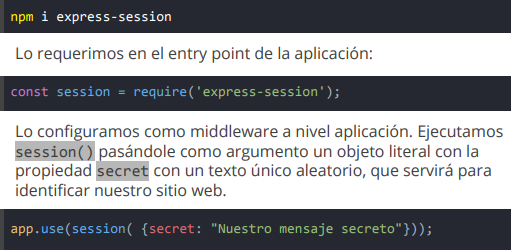 npm i express-session
Lo requerimos en el entry point de la aplicación:
const session = require('express-session');
Lo configuramos como middleware a nivel aplicación. Ejecutamos
session() pasándole como argumento un objeto literal con la
propiedad secret con un texto único aleatorio, que servirá para
identificar nuestro sitio web.
app.use(session( {secret: "Nuestro mensaje secreto"}));